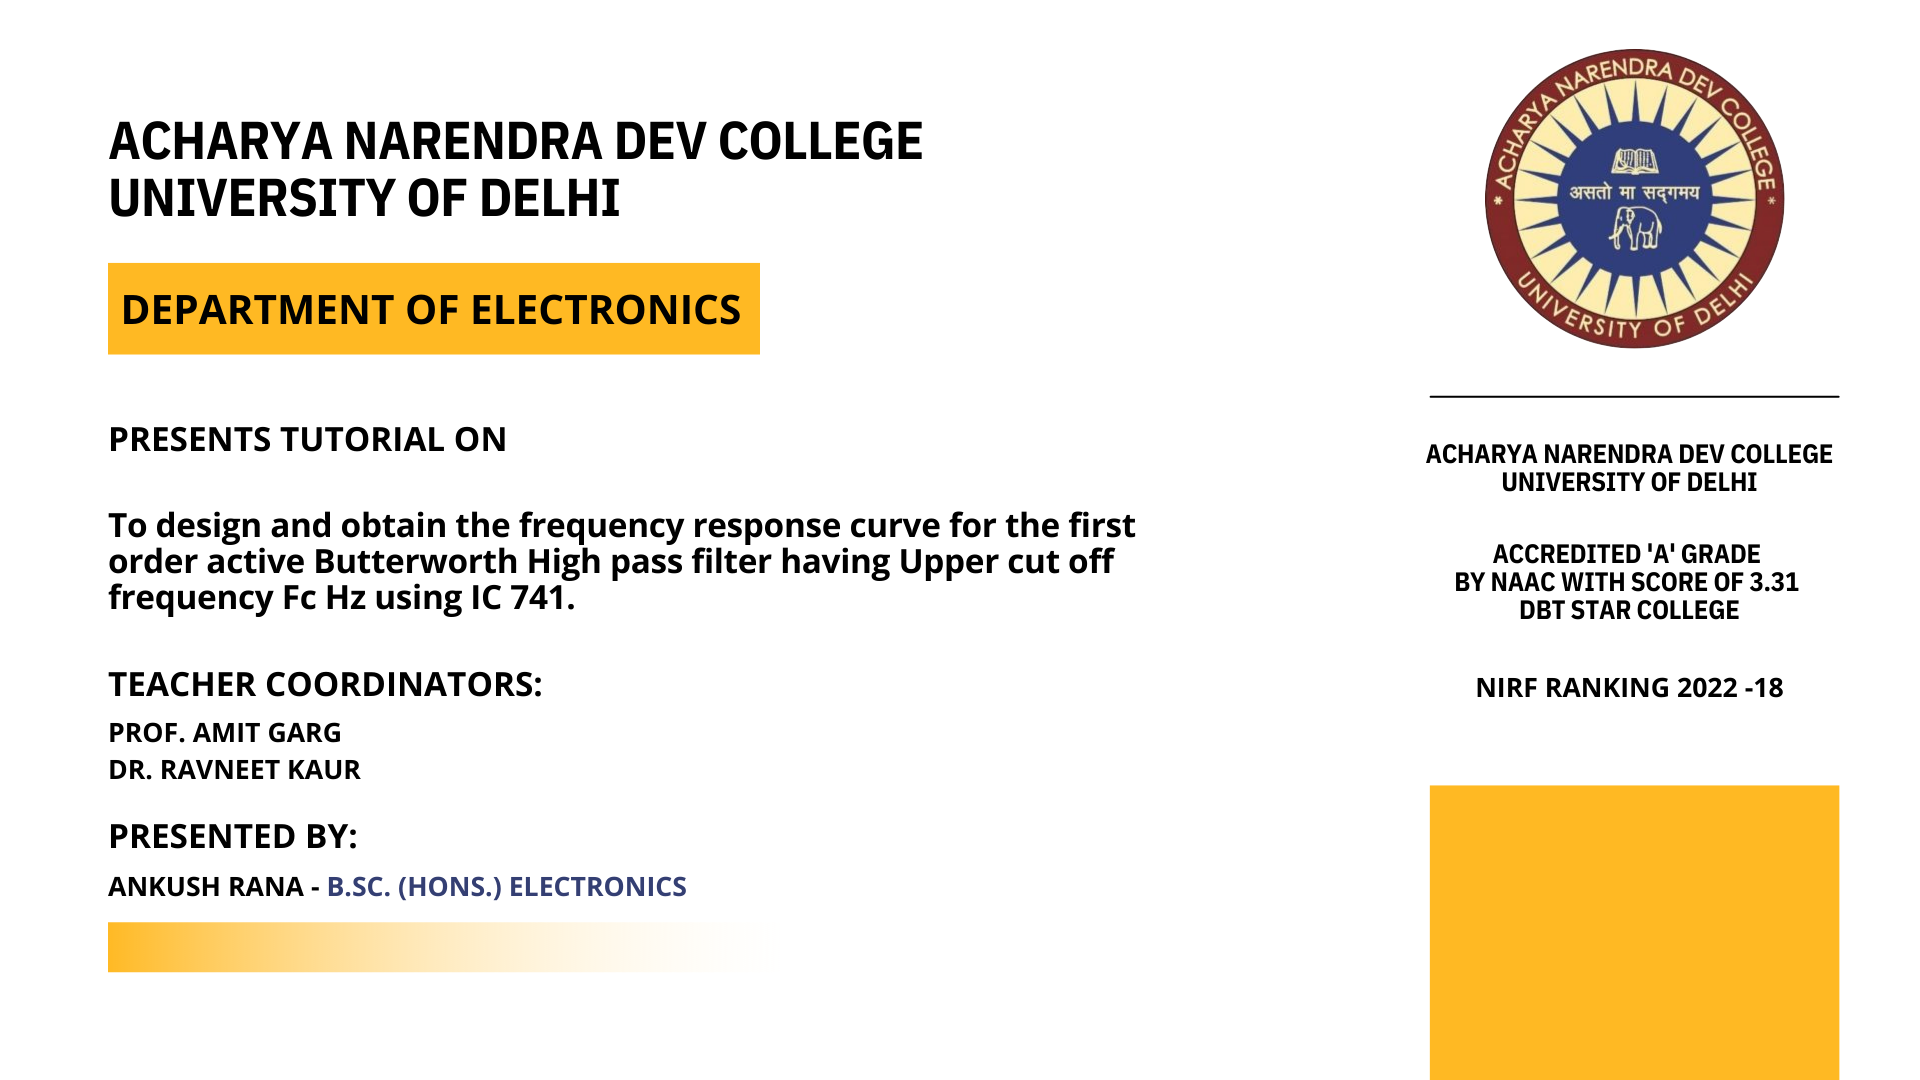 ACHARYA NARENDRA DEV COLLEGE
UNIVERSITY OF DELHI
DEPARTMENT OF ELECTRONICS
PRESENTS TUTORIAL ON
To design and obtain the frequency response curve for the first
order active Butterworth High pass filter having Upper cut off
frequency Fc Hz using IC 741.
TEACHER COORDINATORS:
PROF. AMIT GARG
DR. RAVNEET KAUR
PRESENTED BY:
ANKUSH RANA - B.SC. (HONS.) ELECTRONICS
* ACHARYA NARENDRA DEV COLLEGE *
असतो मा सद्गमय
UNIVERSITY OF DELHI
ACHARYA NARENDRA DEV COLLEGE
UNIVERSITY OF DELHI
ACCREDITED 'A' GRADE
BY NAAC WITH SCORE OF 3.31
DBT STAR COLLEGE
NIRF RANKING 2022 -18